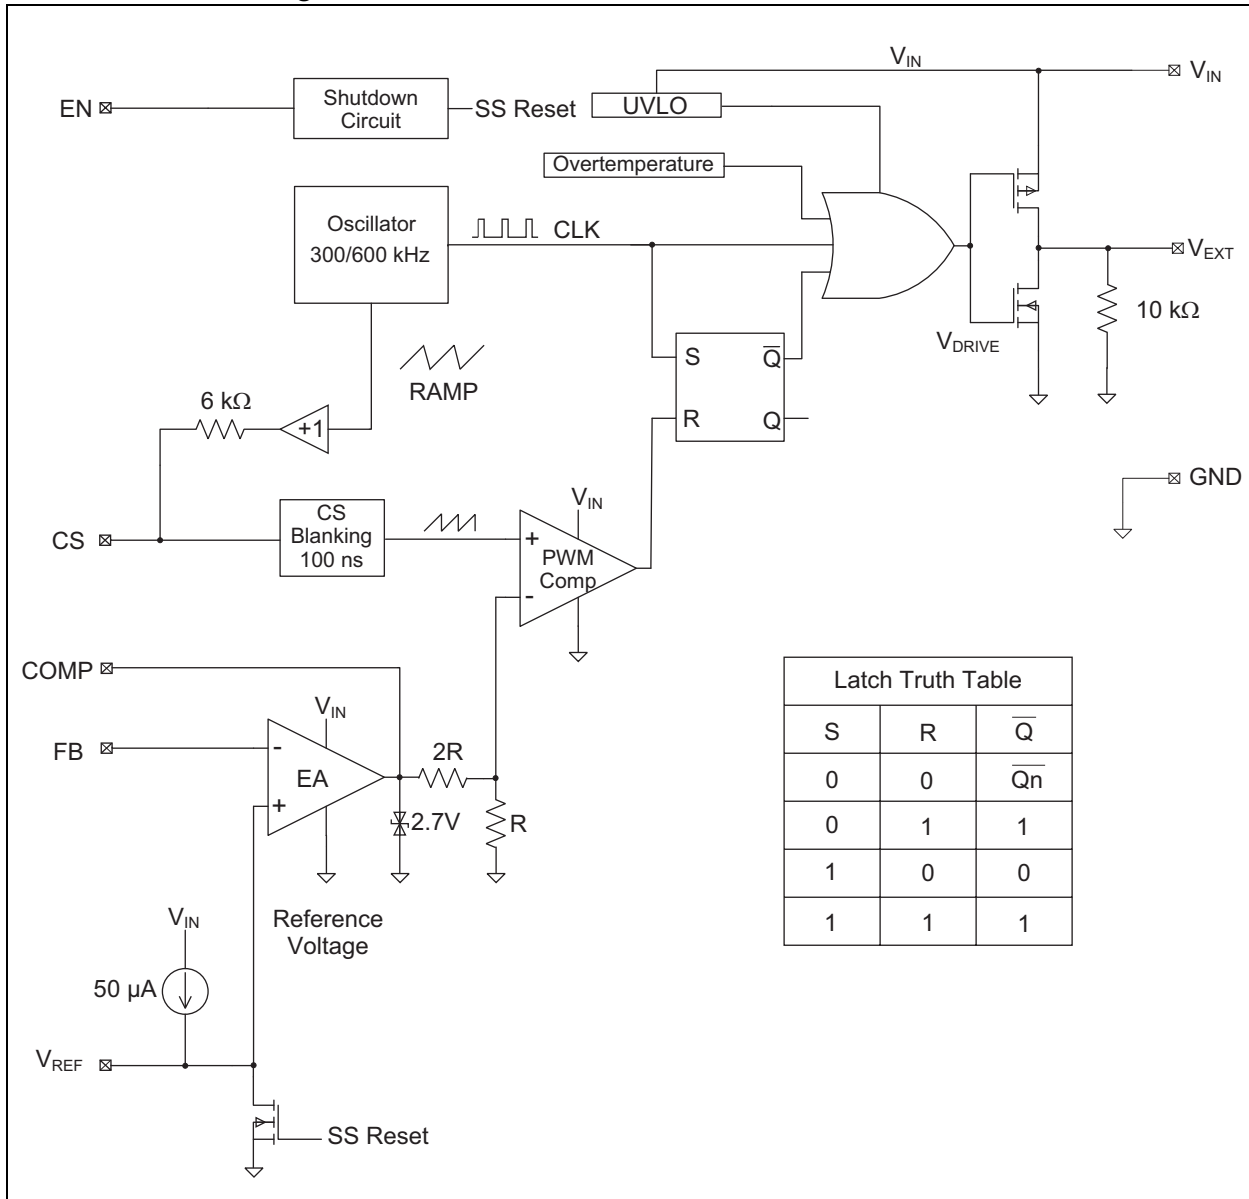 V_IN
V_IN
EN
Shutdown
Circuit
SS Reset
UVLO
Overtemperature
Oscillator
300/600 kHz
CLK
V_EXT
10 kΩ
V_DRIVE
S
Q̅
R
Q
RAMP
6 kΩ
+1
GND
CS
CS
Blanking
100 ns
V_IN
+
PWM
Comp
-
COMP
V_IN
FB
-
EA
+
2R
2.7V
R
Reference
Voltage
V_IN
50 µA
V_REF
SS Reset
Latch Truth Table
S R Q̅
0 0 Q̅n̅
0 1 1
1 0 0
1 1 1